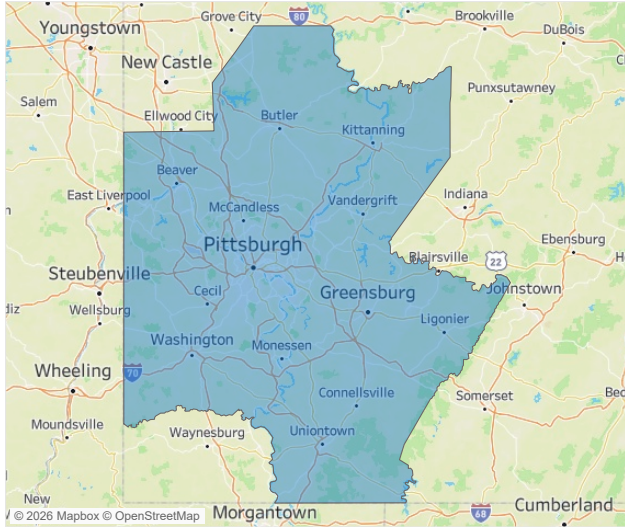 Grove City
80
Brookville
Youngstown
DuBois
New Castle
Punxsutawney
Salem
Ellwood City
Butler
Kittanning
Beaver
East Liverpool
Indiana
Vandergrift
McCandless
Pittsburgh
Ebensburg
Blairsville
22
Steubenville
Cecil
Greensburg
Johnstown
Wellsburg
Ligonier
Washington
Monessen
Wheeling
70
Connellsville
Somerset
Moundsville
Waynesburg
Uniontown
New
© 2026 Mapbox © OpenStreetMap
Morgantown
68
Cumberland